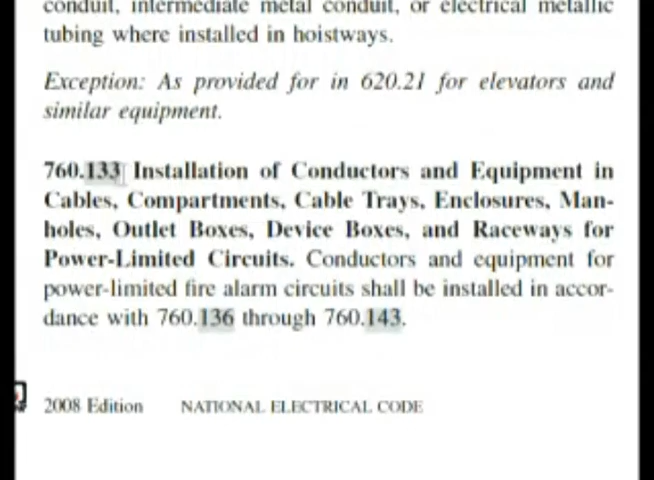 conduit, intermediate metal conduit, or electrical metallic
tubing where installed in hoistways.
Exception: As provided for in 620.21 for elevators and
similar equipment.
760.133 Installation of Conductors and Equipment in
Cables, Compartments, Cable Trays, Enclosures, Man-
holes, Outlet Boxes, Device Boxes, and Raceways for
Power-Limited Circuits. Conductors and equipment for
power-limited fire alarm circuits shall be installed in accor-
dance with 760.136 through 760.143.
2008 Edition NATIONAL ELECTRICAL CODE